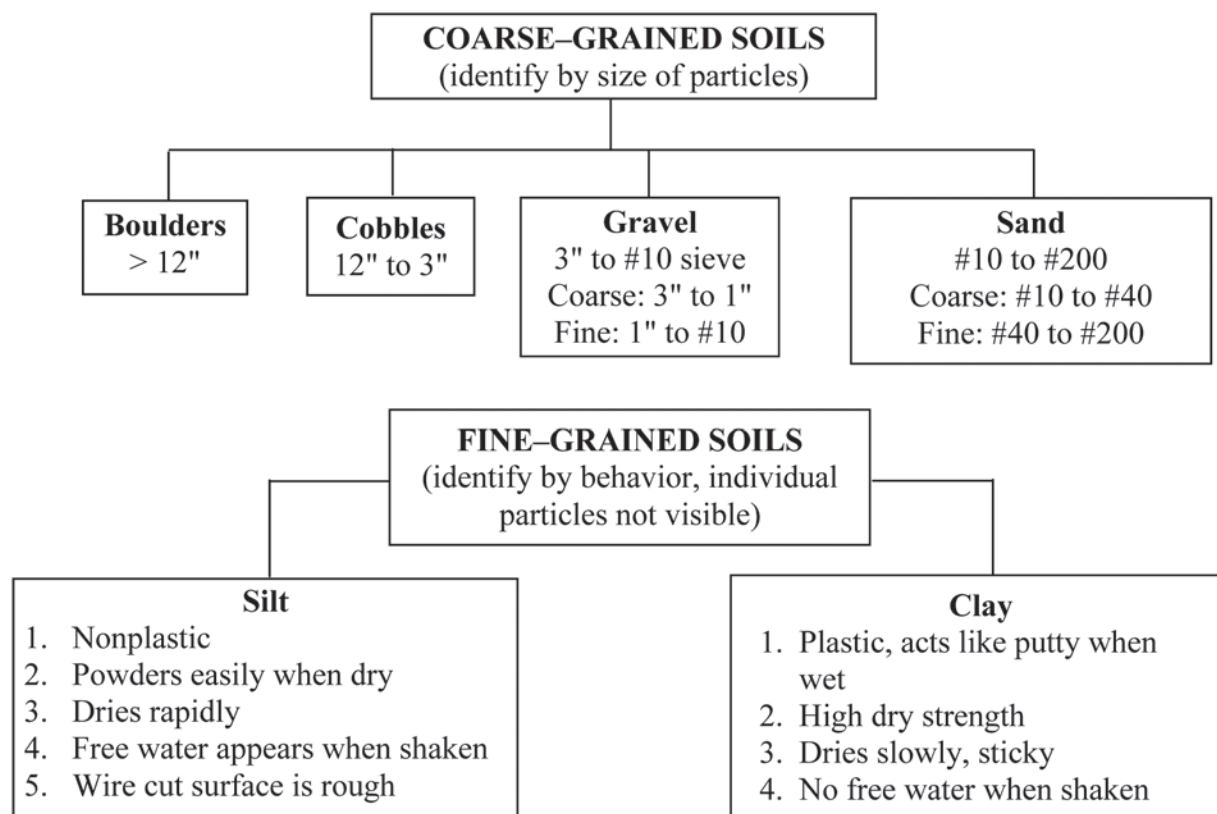 COARSE–GRAINED SOILS
(identify by size of particles)
Boulders
> 12"
Cobbles
12" to 3"
Gravel
3" to #10 sieve
Coarse: 3" to 1"
Fine: 1" to #10
Sand
#10 to #200
Coarse: #10 to #40
Fine: #40 to #200
FINE–GRAINED SOILS
(identify by behavior, individual
particles not visible)
Silt
1. Nonplastic
2. Powders easily when dry
3. Dries rapidly
4. Free water appears when shaken
5. Wire cut surface is rough
Clay
1. Plastic, acts like putty when
wet
2. High dry strength
3. Dries slowly, sticky
4. No free water when shaken